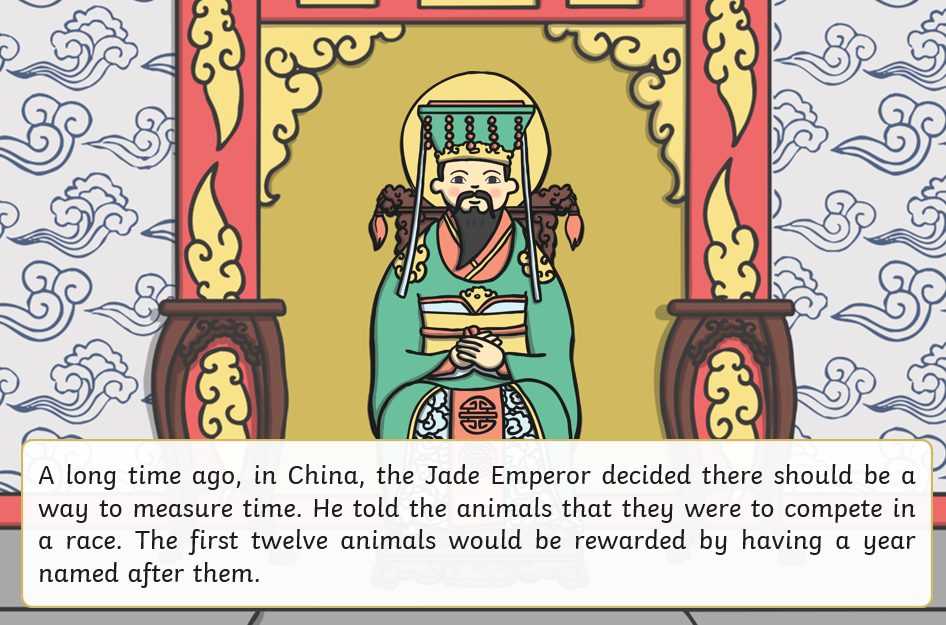 A long time ago, in China, the Jade Emperor decided there should be a
way to measure time. He told the animals that they were to compete in
a race. The first twelve animals would be rewarded by having a year
named after them.